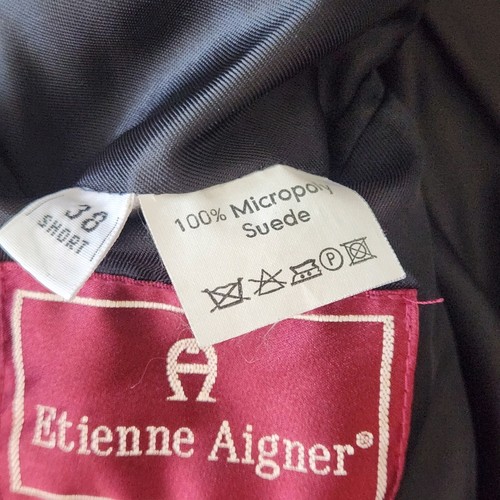 38
SHORT
100% Micropoly
Suede
P
Etienne Aigner®